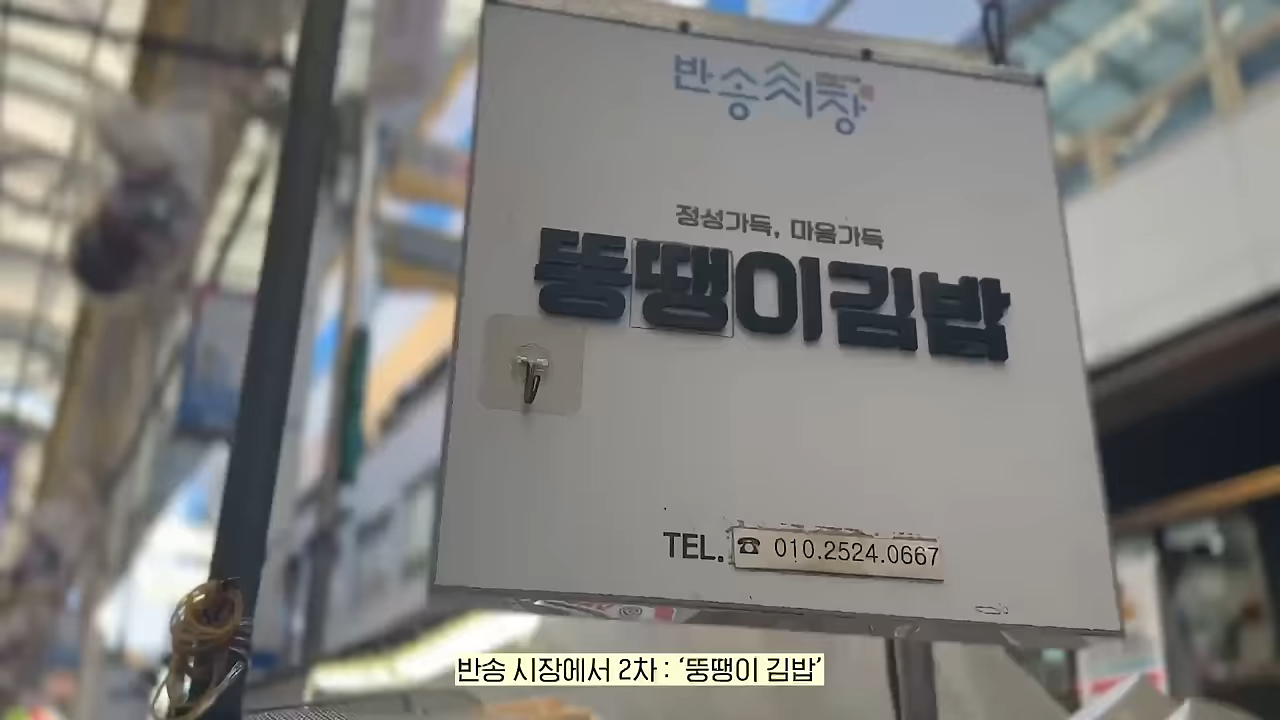 반송시장
정성가득, 마음가득
뚱땡이김밥
TEL. ☎ 010.2524.0667
반송 시장에서 2차 : ‘뚱땡이 김밥’